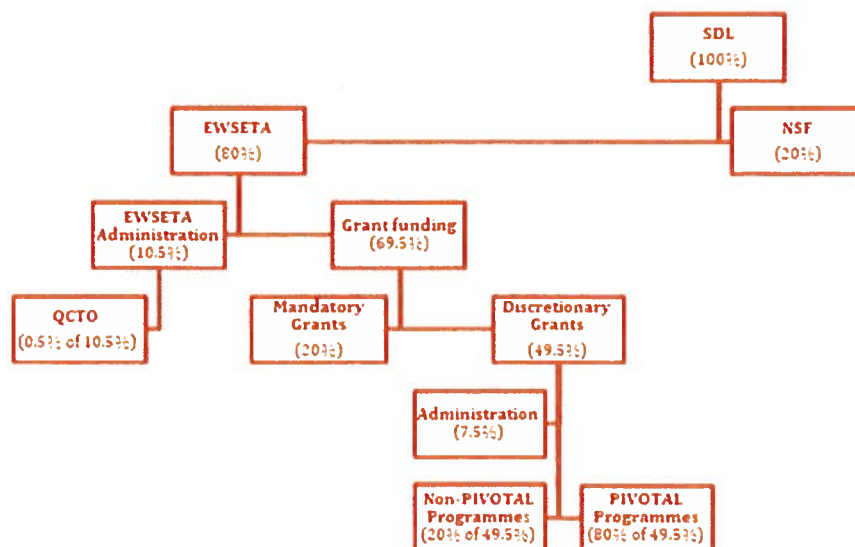 SDL
(100%)
EWSETA
(80%)
NSF
(20%)
EWSETA
Administration
(10.5%)
Grant funding
(69.5%)
QCTO
(0.5% of 10.5%)
Mandatory
Grants
(20%)
Discretionary
Grants
(49.5%)
Administration
(7.5%)
Non-PIVOTAL
Programmes
(20% of 49.5%)
PIVOTAL
Programmes
(80% of 49.5%)